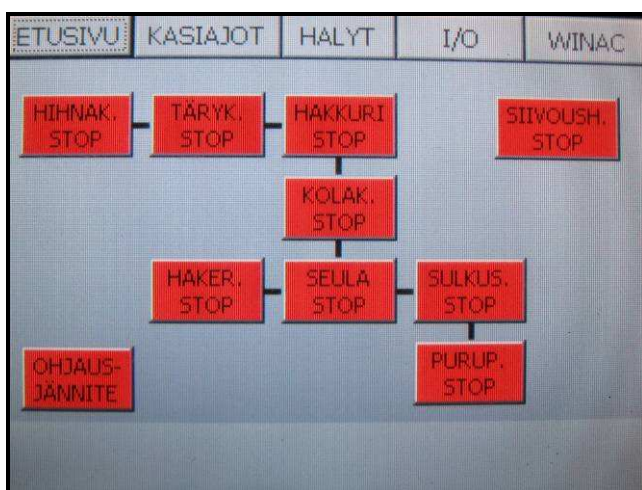 ETUSIVU KASIAJOT HALYT I/O WINAC
HIHNAK. TÄRYK. HAKKURI SIIVOUSH.
STOP STOP STOP STOP
KOLAK.
STOP
HAKER. SEULA SULKUS.
STOP STOP STOP
OHJAUS- PURUP.
JÄNNITE STOP